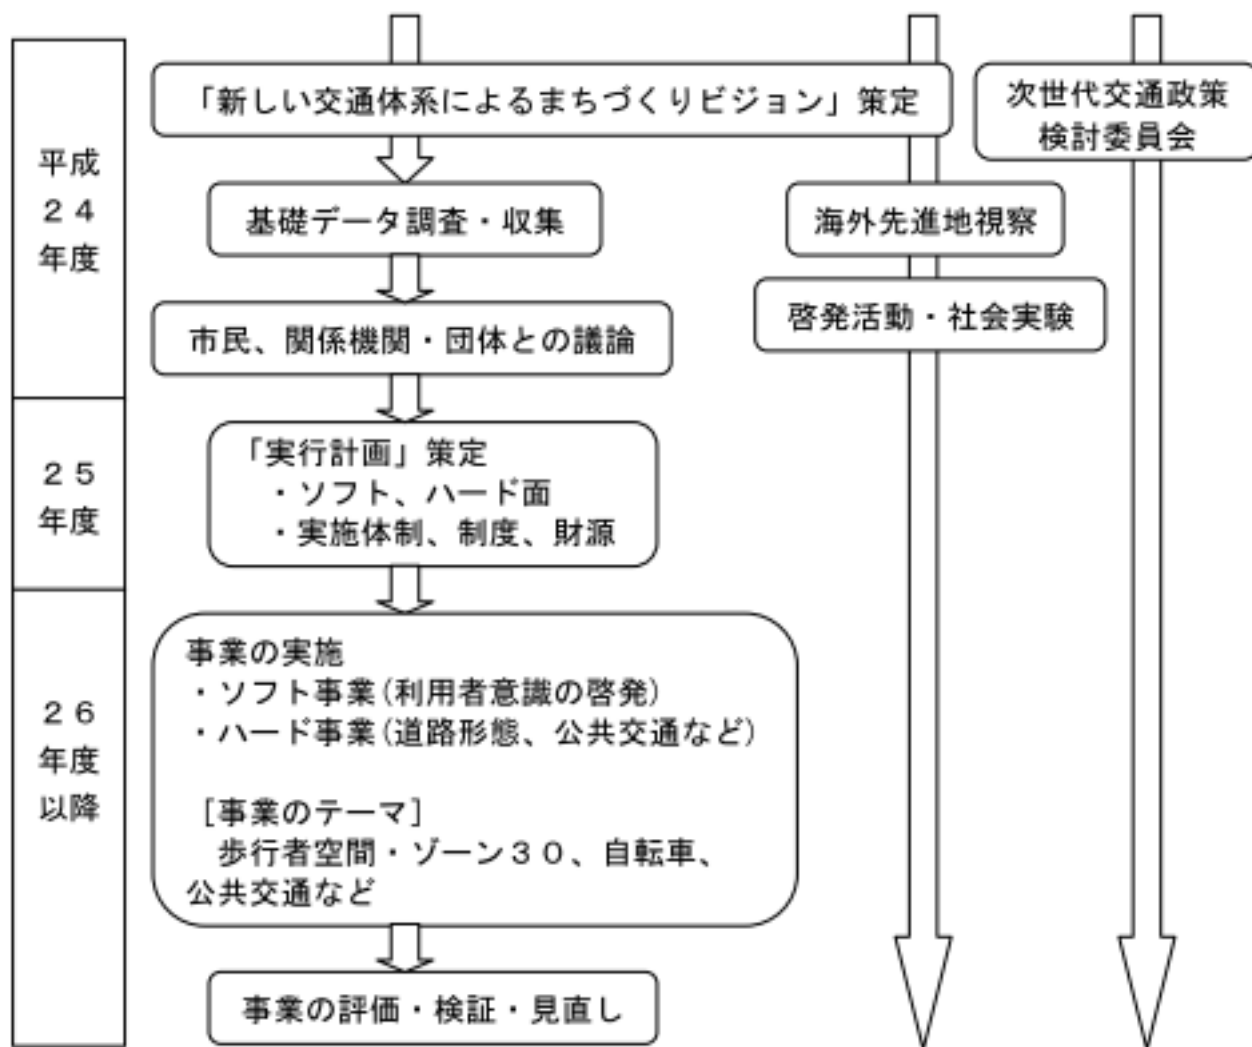 平成
２４
年度
「新しい交通体系によるまちづくりビジョン」策定
次世代交通政策
検討委員会
基礎データ調査・収集
海外先進地視察
啓発活動・社会実験
市民、関係機関・団体との議論
２５
年度
「実行計画」策定
・ソフト、ハード面
・実施体制、制度、財源
２６
年度
以降
事業の実施
・ソフト事業(利用者意識の啓発)
・ハード事業(道路形態、公共交通など)
［事業のテーマ］
歩行者空間・ゾーン３０、自転車、
公共交通など
事業の評価・検証・見直し